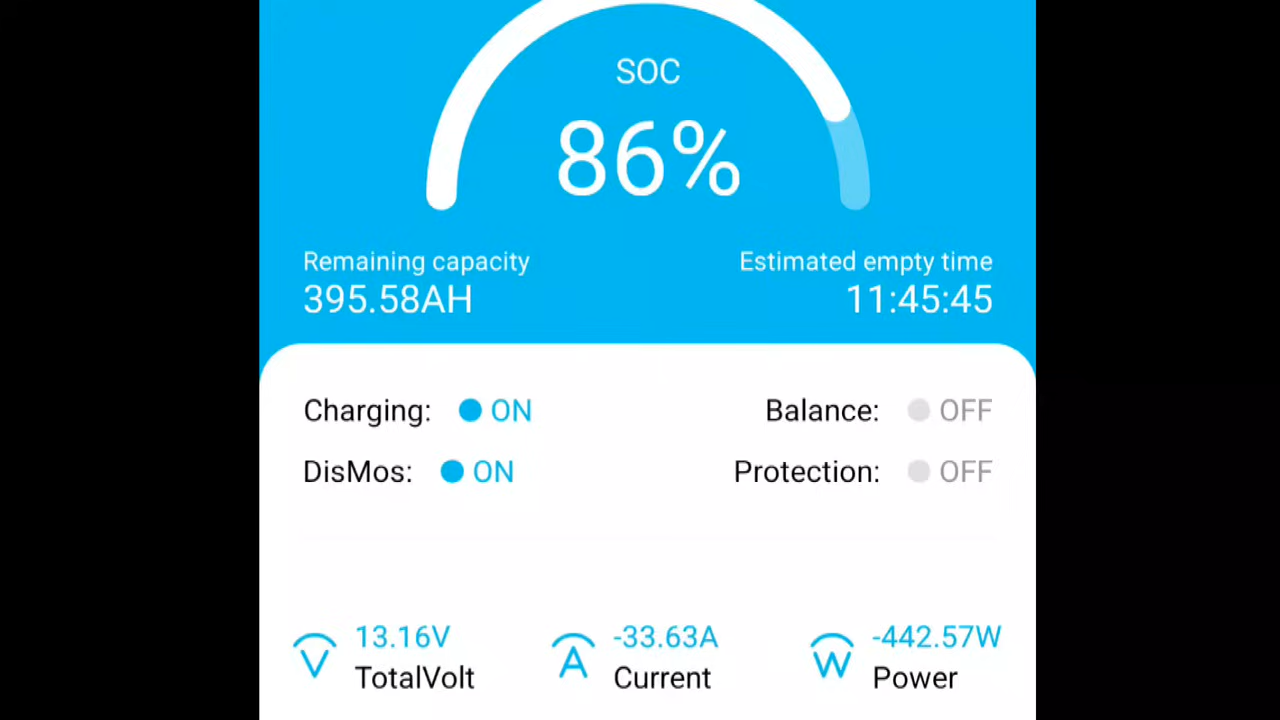 SOC
86%
Remaining capacity
Estimated empty time
395.58AH
11:45:45
Charging: ON
Balance: OFF
DisMos: ON
Protection: OFF
V
13.16V
TotalVolt
A
-33.63A
Current
W
-442.57W
Power